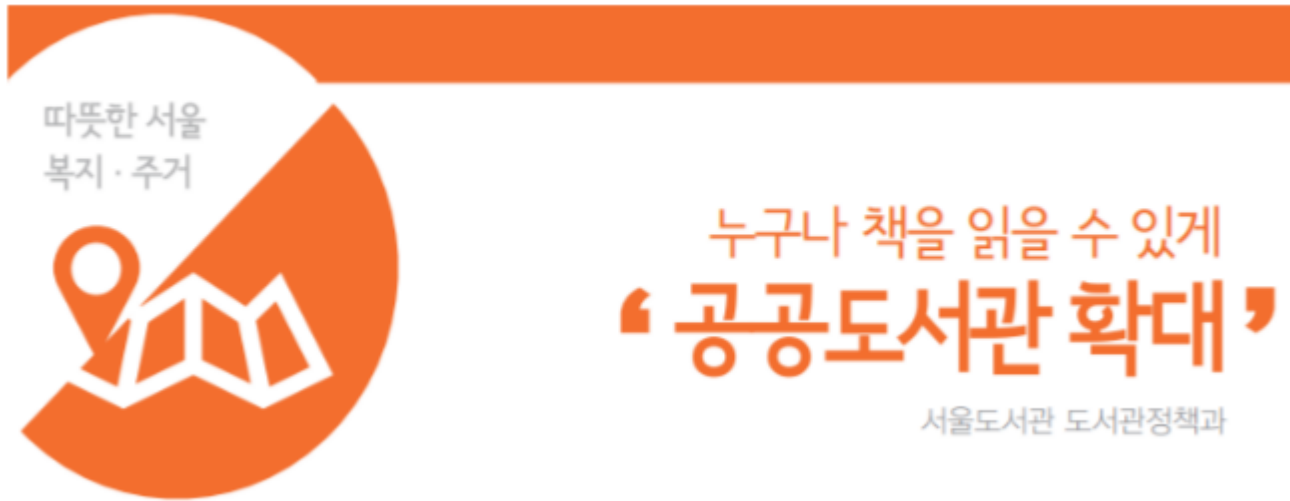 따뜻한 서울
복지 · 주거
누구나 책을 읽을 수 있게
‘ 공공도서관 확대 ’
서울도서관 도서관정책과